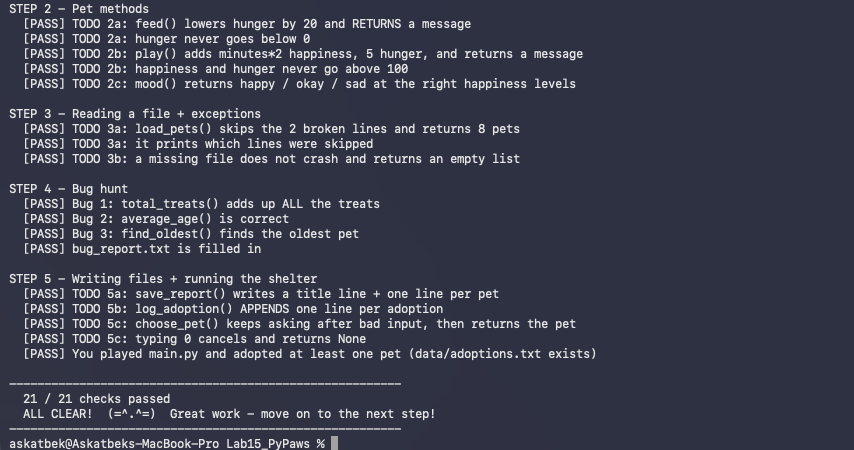 STEP 2 – Pet methods
[PASS] TODO 2a: feed() lowers hunger by 20 and RETURNS a message
[PASS] TODO 2a: hunger never goes below 0
[PASS] TODO 2b: play() adds minutes*2 happiness, 5 hunger, and returns a message
[PASS] TODO 2b: happiness and hunger never go above 100
[PASS] TODO 2c: mood() returns happy / okay / sad at the right happiness levels
STEP 3 – Reading a file + exceptions
[PASS] TODO 3a: load_pets() skips the 2 broken lines and returns 8 pets
[PASS] TODO 3a: it prints which lines were skipped
[PASS] TODO 3b: a missing file does not crash and returns an empty list
STEP 4 – Bug hunt
[PASS] Bug 1: total_treats() adds up ALL the treats
[PASS] Bug 2: average_age() is correct
[PASS] Bug 3: find_oldest() finds the oldest pet
[PASS] bug_report.txt is filled in
STEP 5 – Writing files + running the shelter
[PASS] TODO 5a: save_report() writes a title line + one line per pet
[PASS] TODO 5b: log_adoption() APPENDS one line per adoption
[PASS] TODO 5c: choose_pet() keeps asking after bad input, then returns the pet
[PASS] TODO 5c: typing 0 cancels and returns None
[PASS] You played main.py and adopted at least one pet (data/adoptions.txt exists)
21 / 21 checks passed
ALL CLEAR! (=^.^=) Great work – move on to the next step!
askatbek@Askatbeks-MacBook-Pro Lab15_PyPaws %